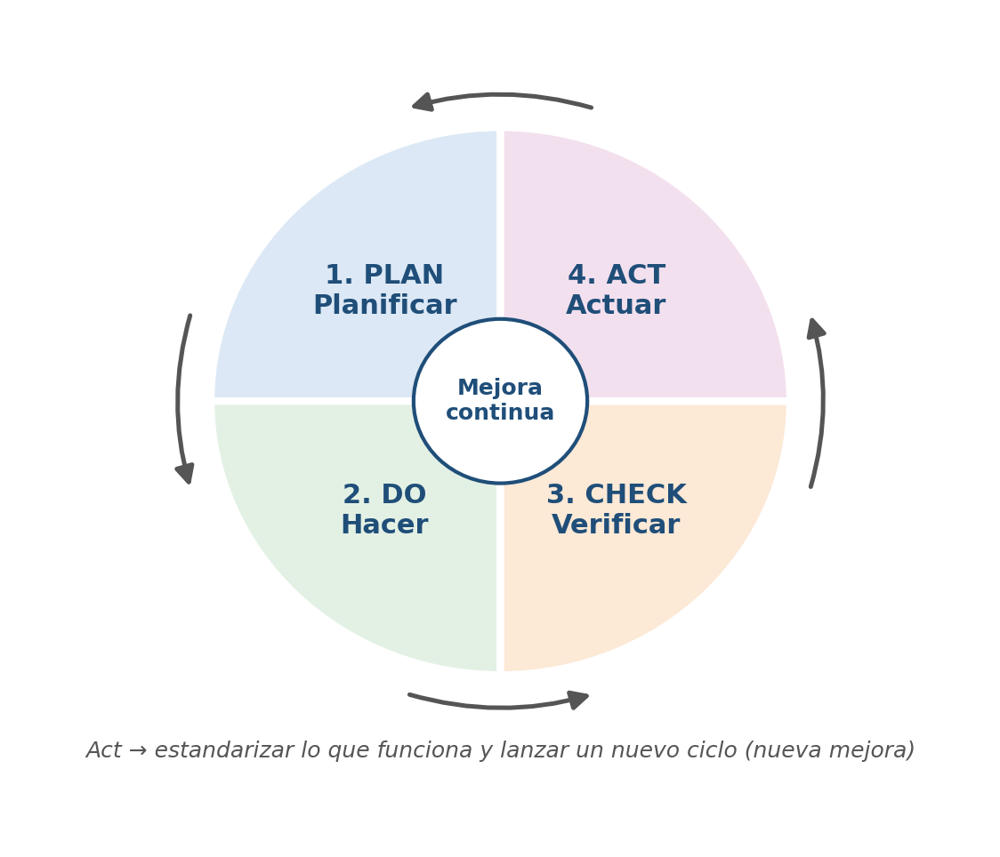 1. PLAN
Planificar
4. ACT
Actuar
Mejora
continua
2. DO
Hacer
3. CHECK
Verificar
Act → estandarizar lo que funciona y lanzar un nuevo ciclo (nueva mejora)